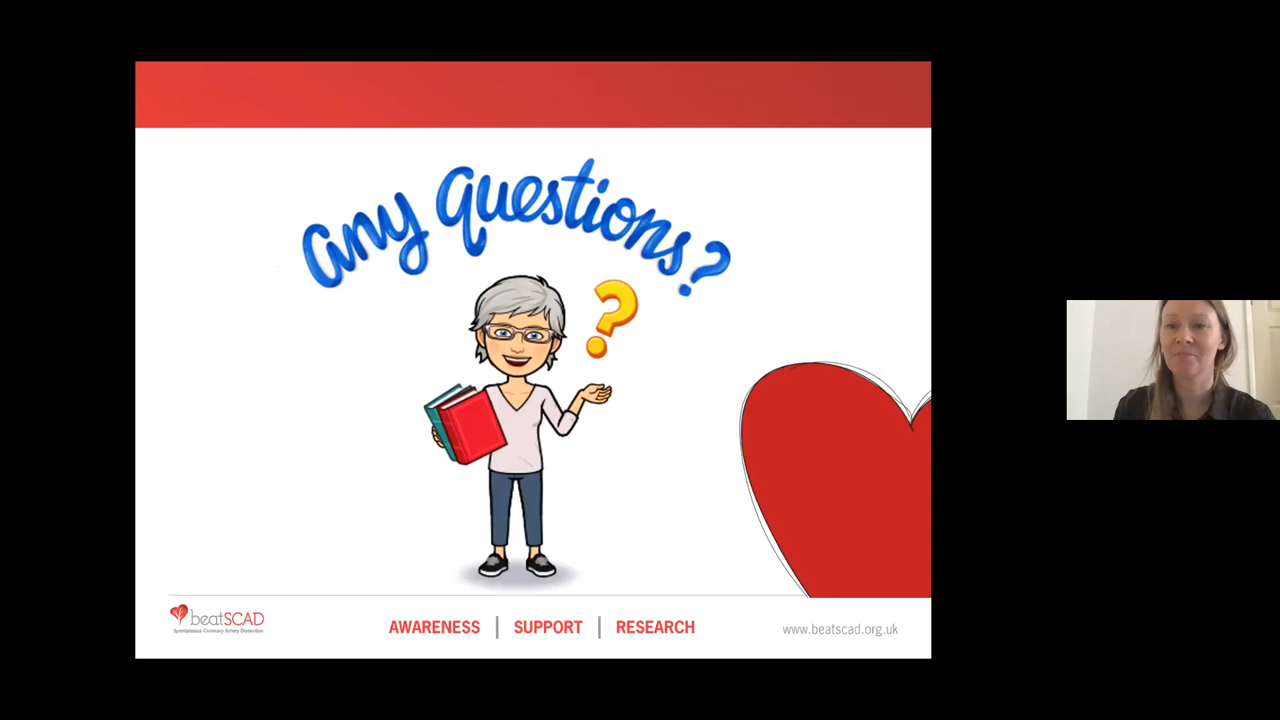 any questions?
?
beatSCAD
Spontaneous Coronary Artery Dissection
AWARENESS | SUPPORT | RESEARCH
www.beatscad.org.uk